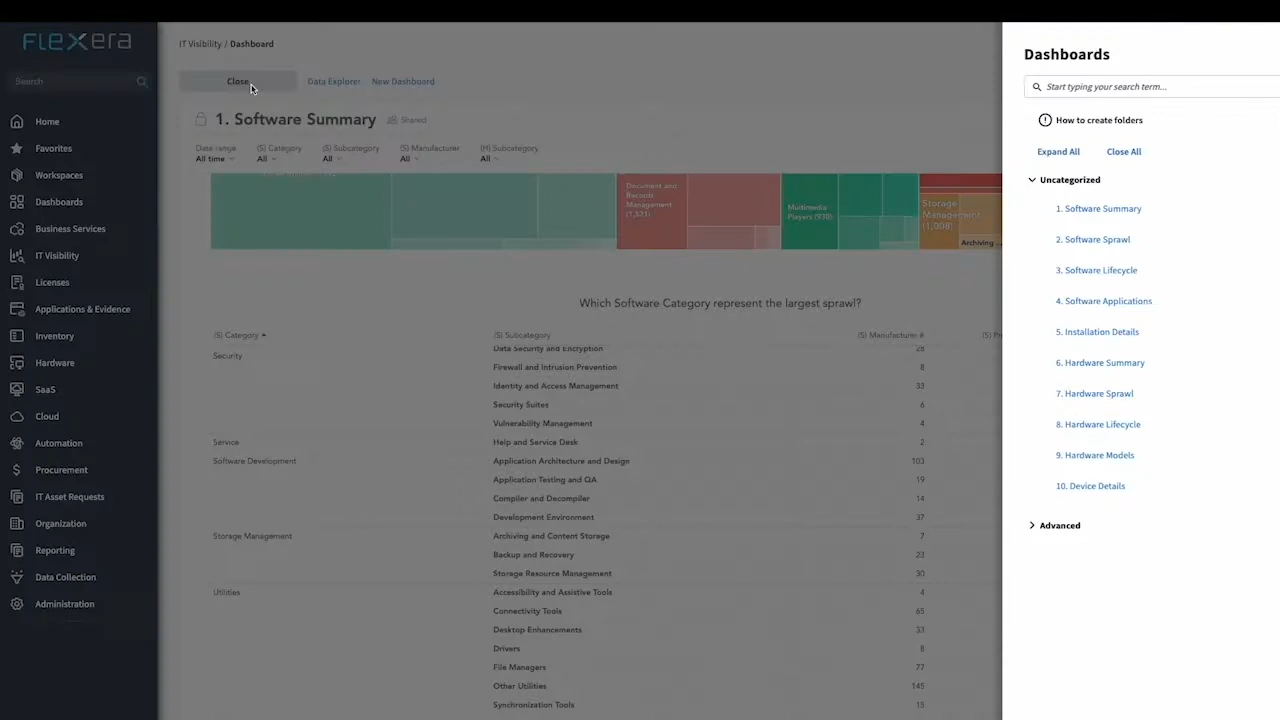 FLEXERA
Search
Home
Favorites
Workspaces
Dashboards
Business Services
IT Visibility
Licenses
Applications & Evidence
Inventory
Hardware
SaaS
Cloud
Automation
Procurement
IT Asset Requests
Organization
Reporting
Data Collection
Administration
IT Visibility / Dashboard
Close Data Explorer New Dashboard
1. Software Summary Shared
Date range (S) Category (S) Subcategory (S) Manufacturer (H) Subcategory
All time All All All All
Document and
Records
Management
(1,321)
Multimedia
Players (930)
Storage
Management
(1,008)
Archiving ...
Which Software Category represent the largest sprawl?
(S) Category (S) Subcategory (S) Manufacturer #
Data Security and Encryption 28
Security
Firewall and Intrusion Prevention 8
Identity and Access Management 33
Security Suites 6
Vulnerability Management 4
Service Help and Service Desk 2
Software Development Application Architecture and Design 103
Application Testing and QA 19
Compiler and Decompiler 14
Development Environment 37
Storage Management Archiving and Content Storage 7
Backup and Recovery 23
Storage Resource Management 30
Utilities Accessibility and Assistive Tools 4
Connectivity Tools 65
Desktop Enhancements 33
Drivers 8
File Managers 77
Other Utilities 145
Synchronization Tools 15
Dashboards
Start typing your search term...
How to create folders
Expand All Close All
Uncategorized
1. Software Summary
2. Software Sprawl
3. Software Lifecycle
4. Software Applications
5. Installation Details
6. Hardware Summary
7. Hardware Sprawl
8. Hardware Lifecycle
9. Hardware Models
10. Device Details
Advanced